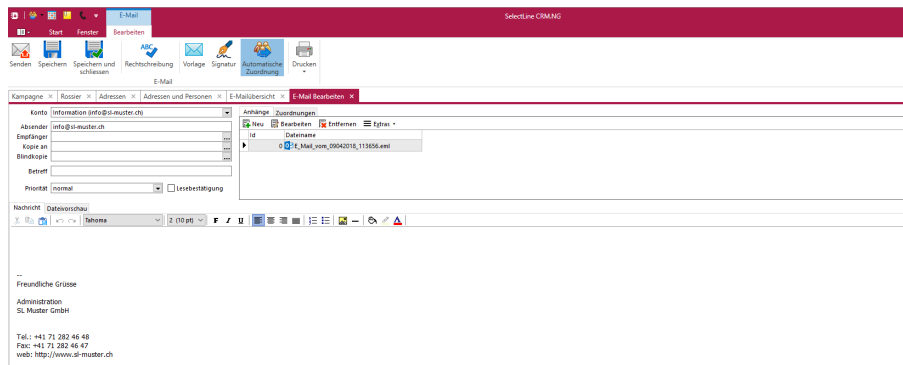 E-Mail
SelectLine CRM.NG
Start Fenster Bearbeiten
ABC
Senden Speichern Speichern und schliessen Rechtschreibung Vorlage Signatur Automatische Zuordnung Drucken
E-Mail
Kampagne × Rossier × Adressen × Adressen und Personen × E-Mailübersicht × E-Mail Bearbeiten ×
Konto Information (info@sl-muster.ch)
Anhänge Zuordnungen
Absender info@sl-muster.ch
Neu Bearbeiten Entfernen Extras
Empfänger ...
Id Dateiname
Kopie an ...
0 E_Mail_vom_09042018_113656.eml
Blindkopie ...
Betreff
Priorität normal Lesebestätigung
Nachricht Dateivorschau
Tahoma 2 (10 pt) F I U A
--
Freundliche Grüsse
Administration
SL Muster GmbH
Tel.: +41 71 282 46 48
Fax: +41 71 282 46 47
web: http://www.sl-muster.ch